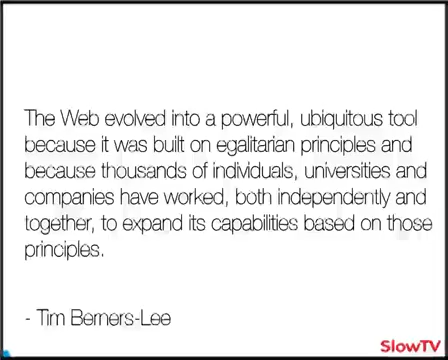 The Web evolved into a powerful, ubiquitous tool
because it was built on egalitarian principles and
because thousands of individuals, universities and
companies have worked, both independently and
together, to expand its capabilities based on those
principles.
- Tim Berners-Lee
SlowTV